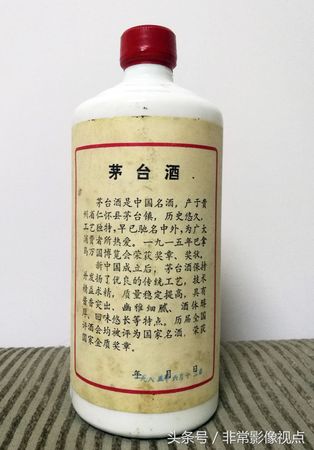 茅台酒
茅台酒是中国名酒，产于贵
州省仁怀县茅台镇，历史悠久，
工艺独特，早已驰名中外，为广大
消费者所热爱。一九一五年巴拿
马万国博览会荣获奖章、奖状。
新中国成立后，茅台酒保持
并发扬了优良的传统工艺，技术
精益求精，质量稳定提高，具有
酱香突出、幽雅细腻、酒体醇
厚、回味悠长等特点。历届全国
评酒会均被评为国家名酒，荣获
国家金质奖章。
年 月 日
头条号／非常影像视点